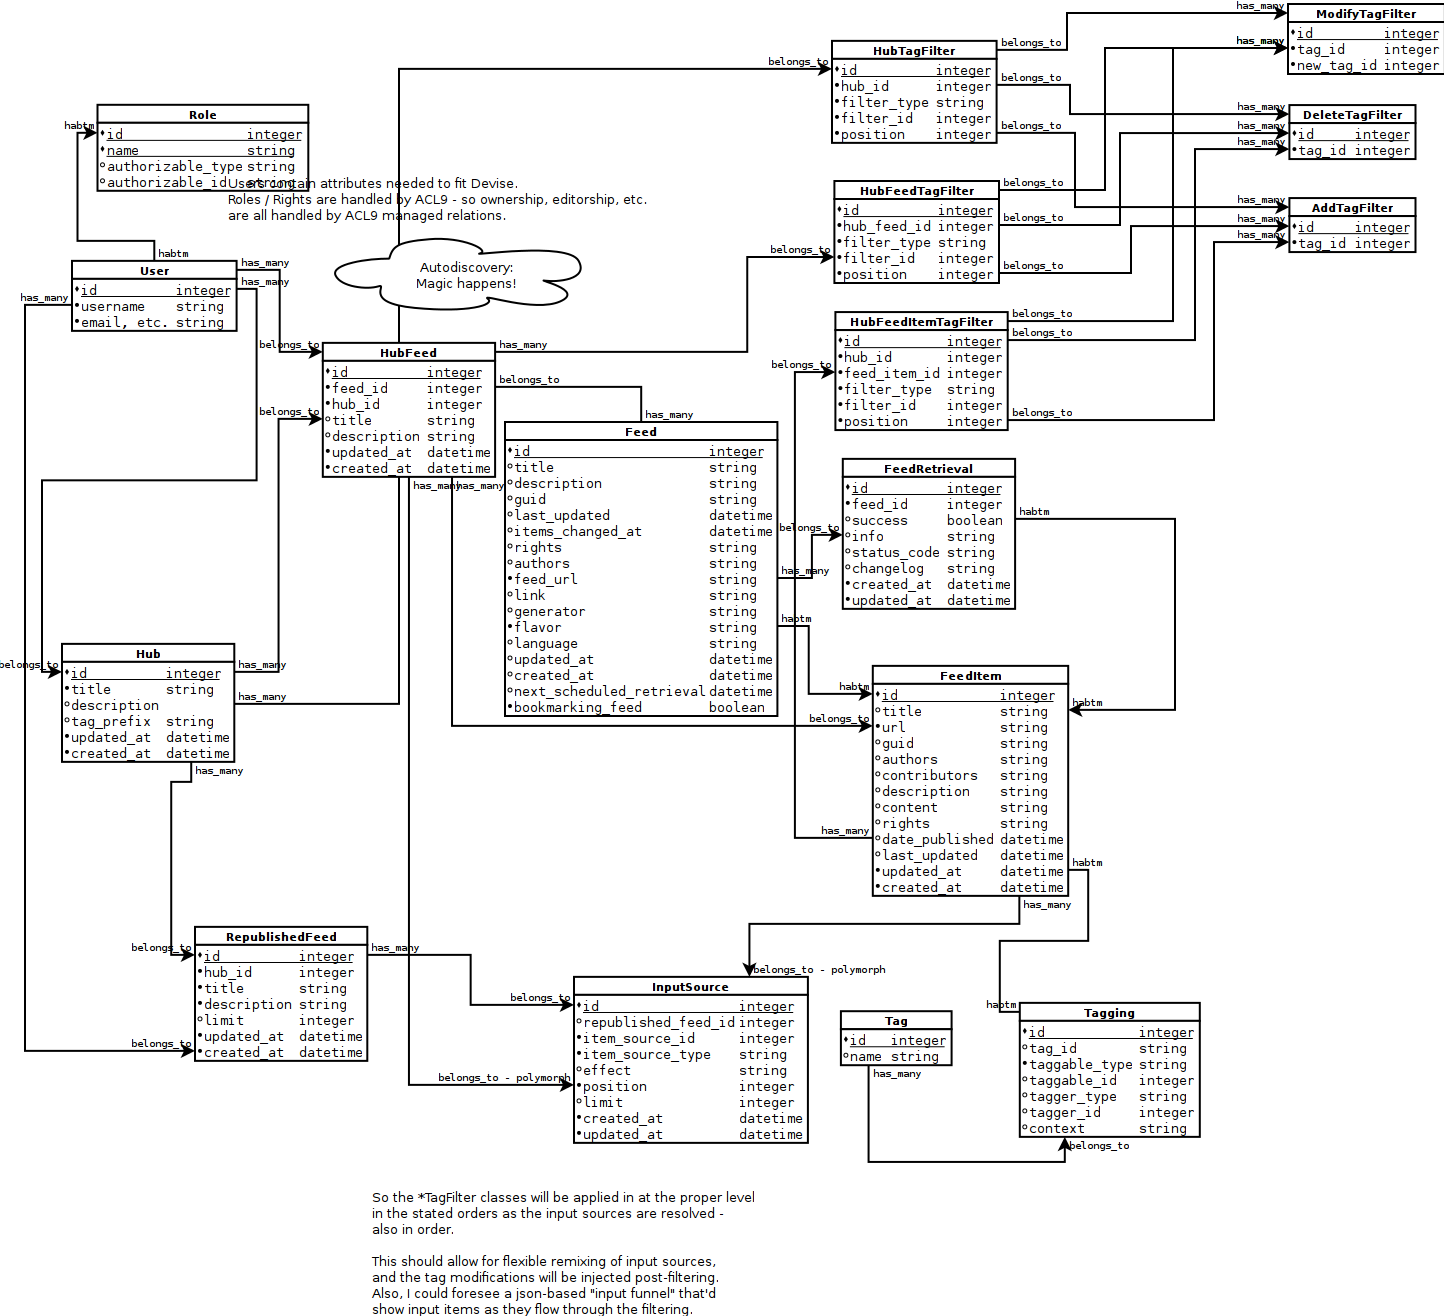 Role
id integer
name string
authorizable_type string
authorizable_id string
Users contain attributes needed to fit Devise.
Roles / Rights are handled by ACL9 - so ownership, editorship, etc.
are all handled by ACL9 managed relations.
habtm
habtm
User
id integer
username string
email, etc. string
has_many
has_many
has_many
Autodiscovery:
Magic happens!
belongs_to
belongs_to
HubFeed
id integer
feed_id integer
hub_id integer
title string
description string
updated_at datetime
created_at datetime
has_many
belongs_to
has_many
has_many
has_many
Feed
id integer
title string
description string
guid string
last_updated datetime
items_changed_at datetime
rights string
authors string
feed_url string
link string
generator string
flavor string
language string
updated_at datetime
created_at datetime
next_scheduled_retrieval datetime
bookmarking_feed boolean
has_many
habtm
belongs_to
HubTagFilter
id integer
hub_id integer
filter_type string
filter_id integer
position integer
belongs_to
belongs_to
belongs_to
belongs_to
HubFeedTagFilter
id integer
hub_feed_id integer
filter_type string
filter_id integer
position integer
belongs_to
belongs_to
belongs_to
belongs_to
HubFeedItemTagFilter
id integer
hub_id integer
feed_item_id integer
filter_type string
filter_id integer
position integer
belongs_to
belongs_to
belongs_to
has_many
has_many
ModifyTagFilter
id integer
tag_id integer
new_tag_id integer
has_many
has_many
has_many
DeleteTagFilter
id integer
tag_id integer
has_many
has_many
has_many
AddTagFilter
id integer
tag_id integer
belongs_to
FeedRetrieval
id integer
feed_id integer
success boolean
info string
status_code string
changelog string
created_at datetime
updated_at datetime
habtm
habtm
belongs_to
has_many
FeedItem
id integer
title string
url string
guid string
authors string
contributors string
description string
content string
rights string
date_published datetime
last_updated datetime
updated_at datetime
created_at datetime
habtm
habtm
has_many
belongs_to
Hub
id integer
title string
description
tag_prefix string
updated_at datetime
created_at datetime
has_many
has_many
has_many
belongs_to
belongs_to
RepublishedFeed
id integer
hub_id integer
title string
description string
limit integer
updated_at datetime
created_at datetime
has_many
belongs_to
belongs_to - polymorph
belongs_to - polymorph
InputSource
id integer
republished_feed_id integer
item_source_id integer
item_source_type string
effect string
position integer
limit integer
created_at datetime
updated_at datetime
Tag
id integer
name string
has_many
habtm
Tagging
id integer
tag_id string
taggable_type string
taggable_id integer
tagger_type string
tagger_id integer
context string
belongs_to
So the *TagFilter classes will be applied in at the proper level
in the stated orders as the input sources are resolved -
also in order.
This should allow for flexible remixing of input sources,
and the tag modifications will be injected post-filtering.
Also, I could foresee a json-based "input funnel" that'd
show input items as they flow through the filtering.